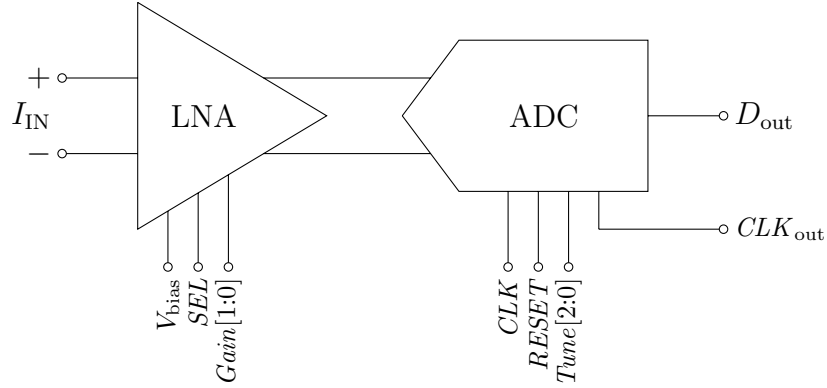 +
I_IN
−
LNA
ADC
D_out
CLK_out
V_bias
SEL
Gain[1:0]
CLK
RESET
Tune[2:0]